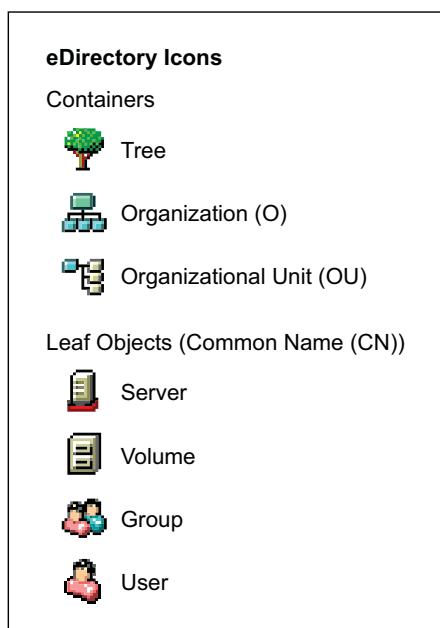 eDirectory Icons
Containers
Tree
Organization (O)
Organizational Unit (OU)
Leaf Objects (Common Name (CN))
Server
Volume
Group
User